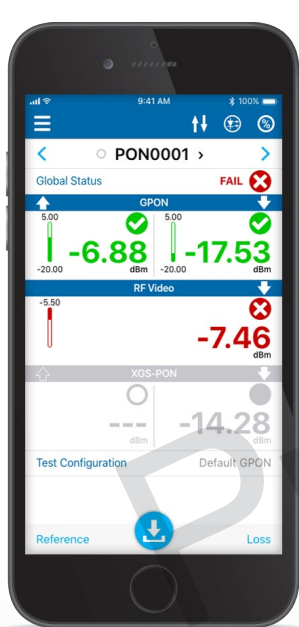 9:41 AM
100%
PON0001 ›
Global Status
FAIL
GPON
5.00
5.00
-6.88
-17.53
-20.00
dBm
-20.00
dBm
RF Video
-5.50
-7.46
dBm
XGS-PON
---
-14.28
dBm
dBm
Test Configuration
Default GPON
Reference
Loss